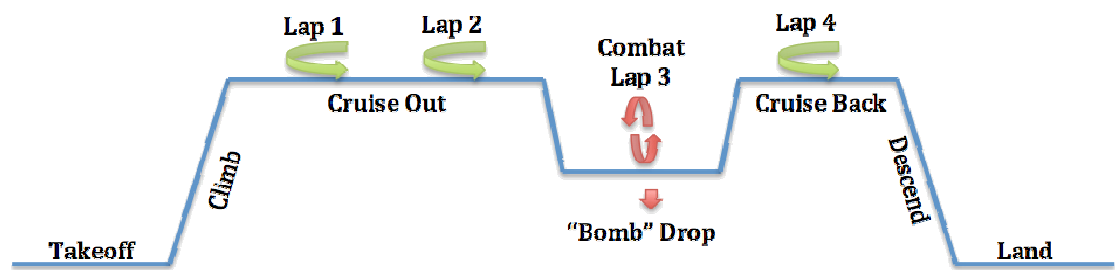 Lap 1
Lap 2
Lap 4
Combat
Lap 3
Cruise Out
Cruise Back
Climb
Descend
"Bomb" Drop
Takeoff
Land